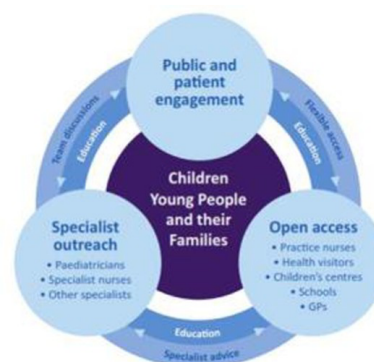 Public and
patient
engagement
Team discussions
Education
Flexible access
Education
Children
Young People
and their
Families
Specialist
outreach
• Paediatricians
• Specialist nurses
• Other specialists
Open access
• Practice nurses
• Health visitors
• Children's centres
• Schools
• GPs
Education
Specialist advice